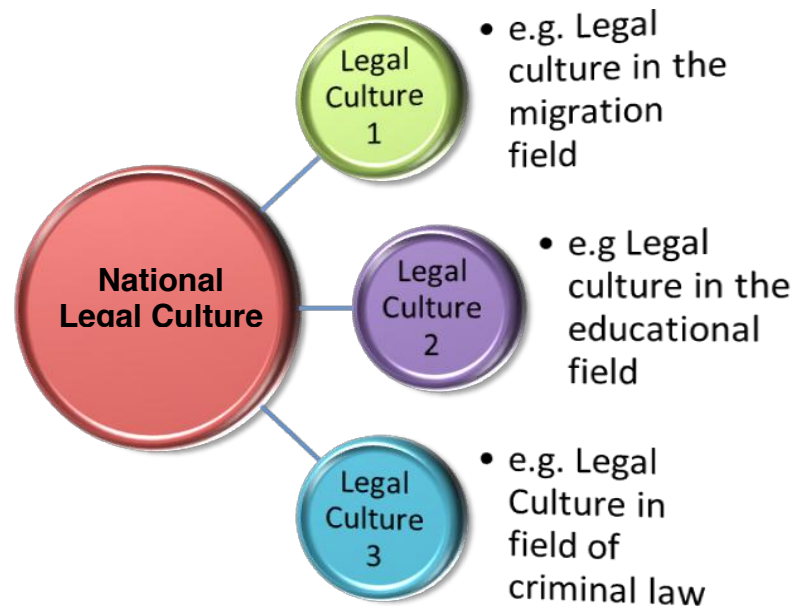 National
Legal Culture
Legal
Culture
1
• e.g. Legal
culture in the
migration
field
Legal
Culture
2
• e.g Legal
culture in the
educational
field
Legal
Culture
3
• e.g. Legal
Culture in
field of
criminal law